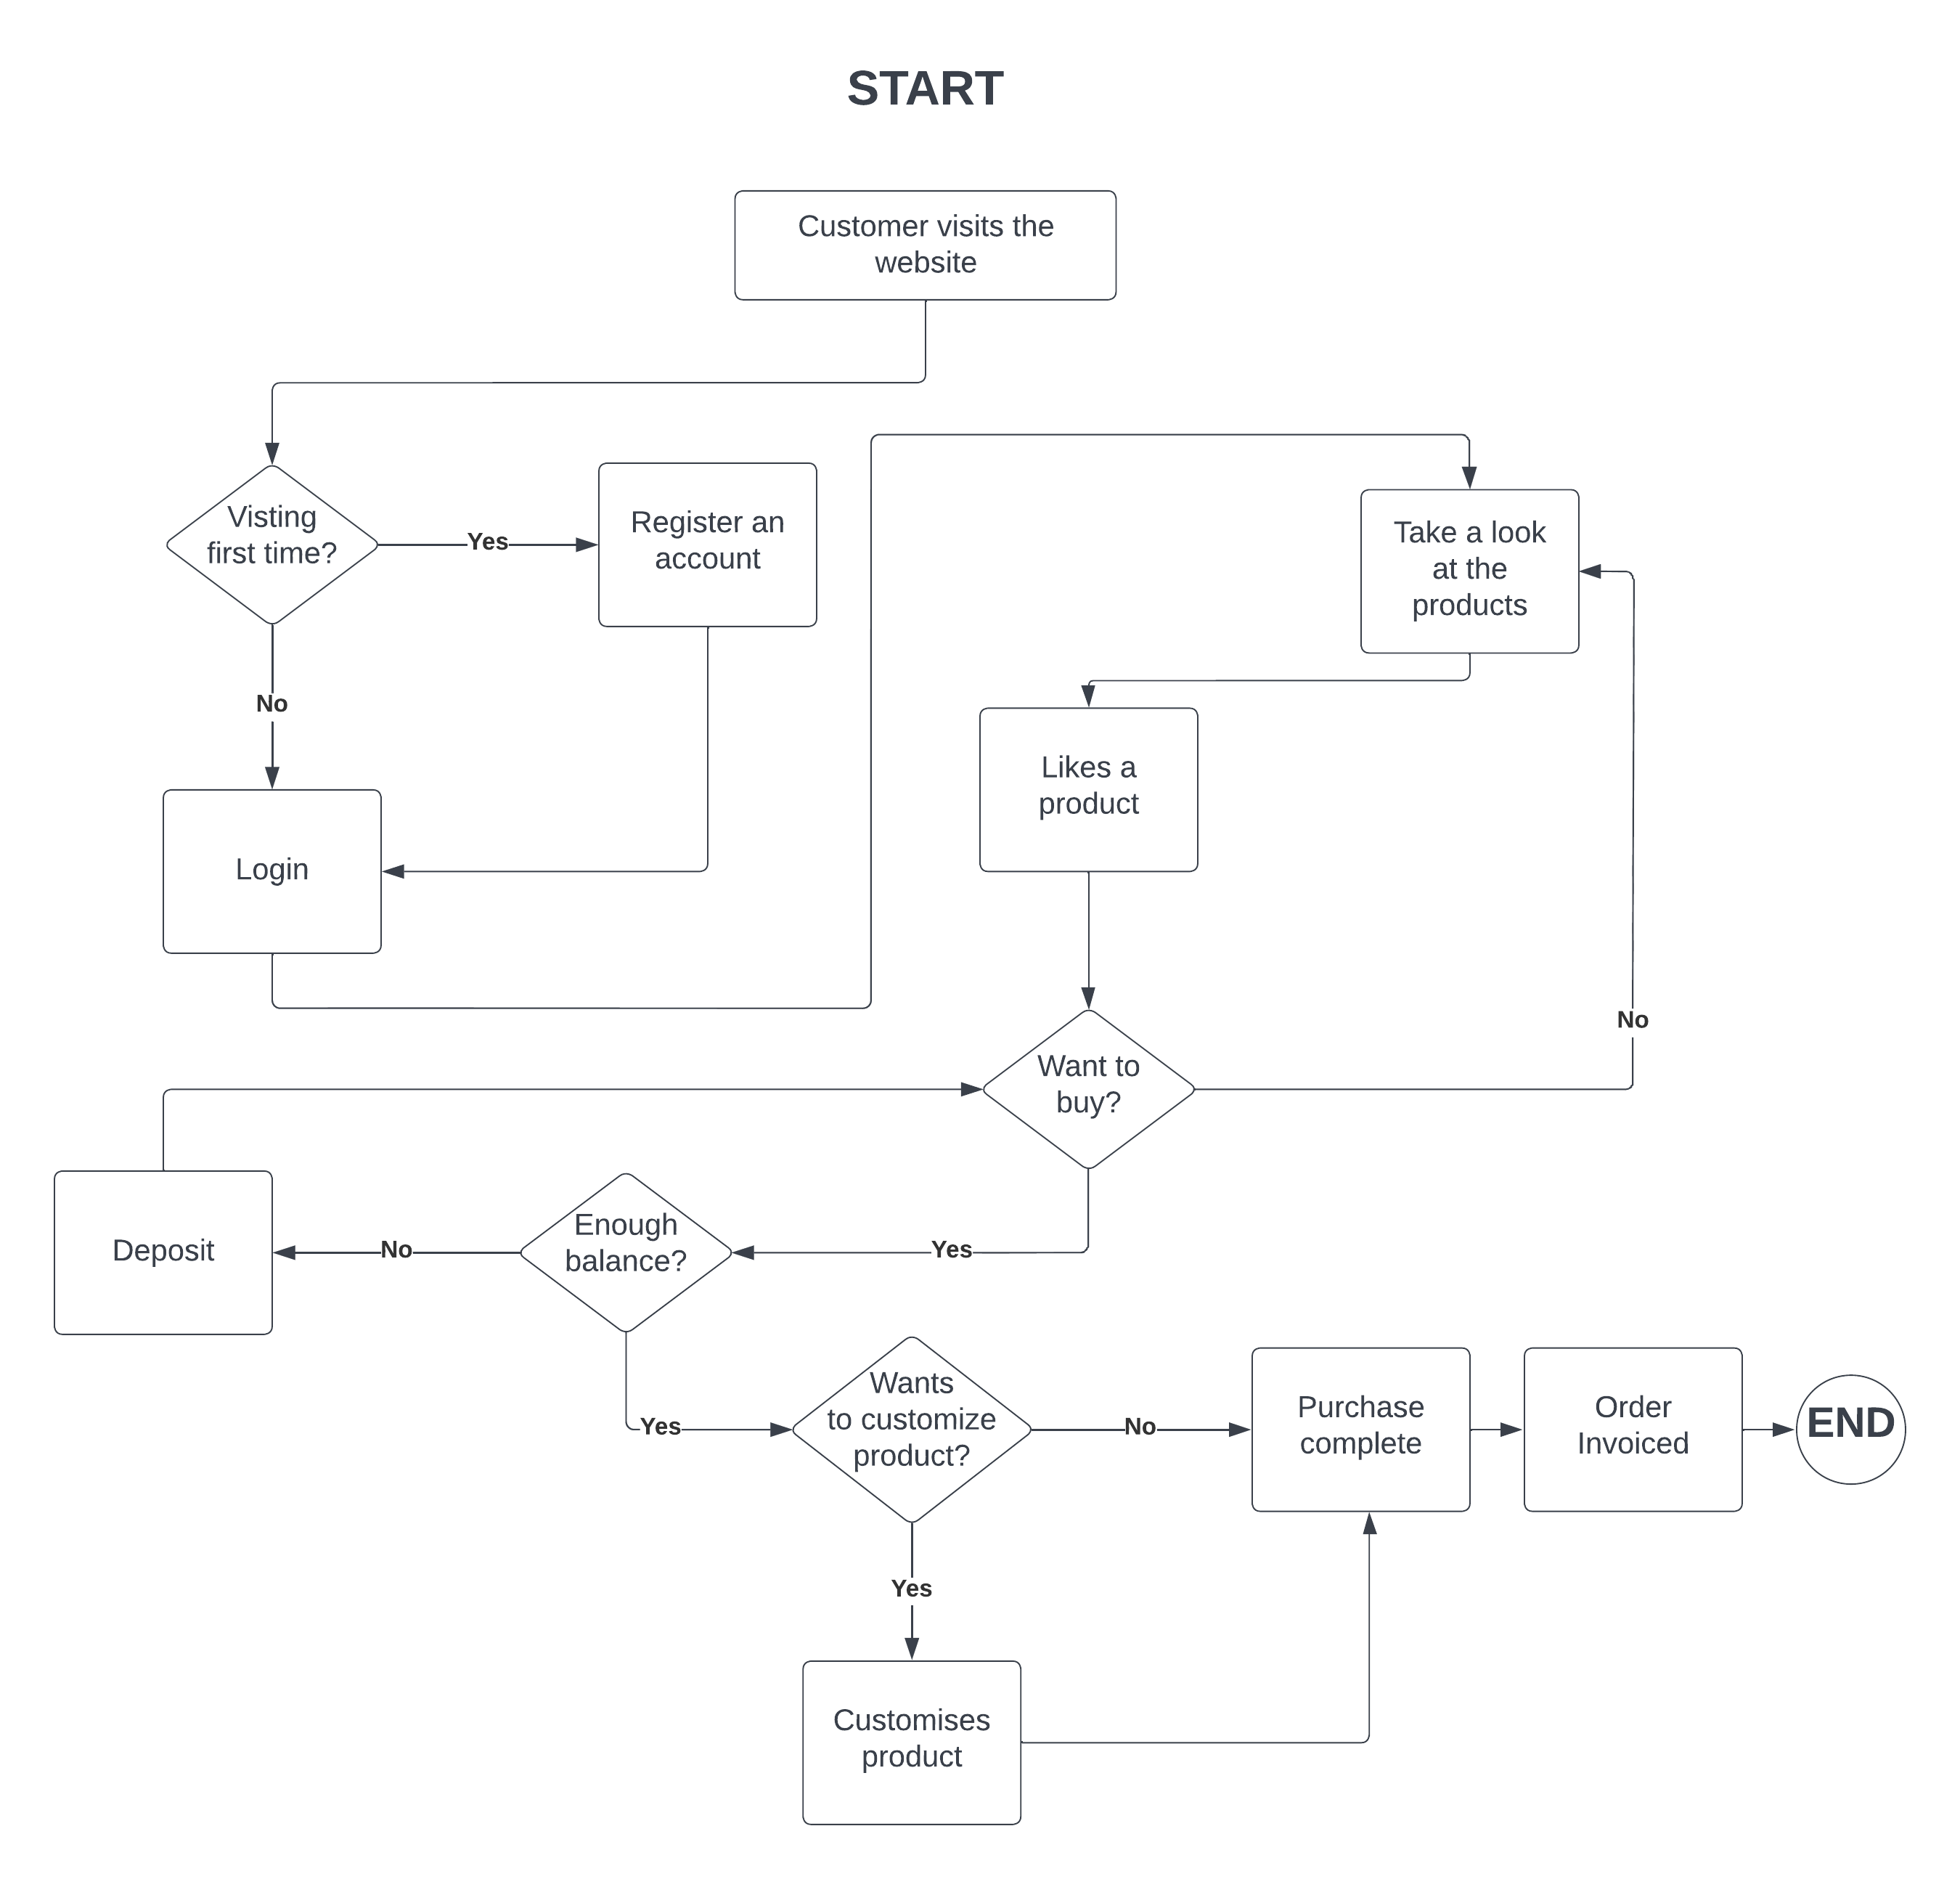 START
Customer visits the
website
Visting
first time?
Yes
Register an
account
Take a look
at the
products
No
Likes a
product
Login
No
Want to
buy?
Deposit
No
Enough
balance?
Yes
Yes
Wants
to customize
product?
No
Purchase
complete
Order
Invoiced
END
Yes
Customises
product